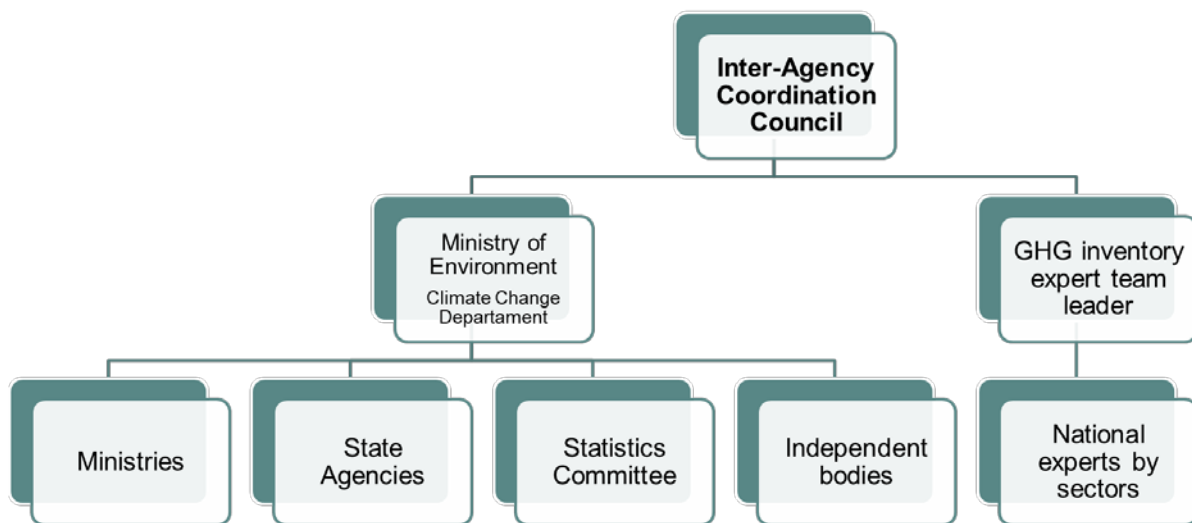 Inter-Agency
Coordination
Council
Ministry of
Environment
Climate Change
Departament
GHG inventory
expert team
leader
Ministries
State
Agencies
Statistics
Committee
Independent
bodies
National
experts by
sectors